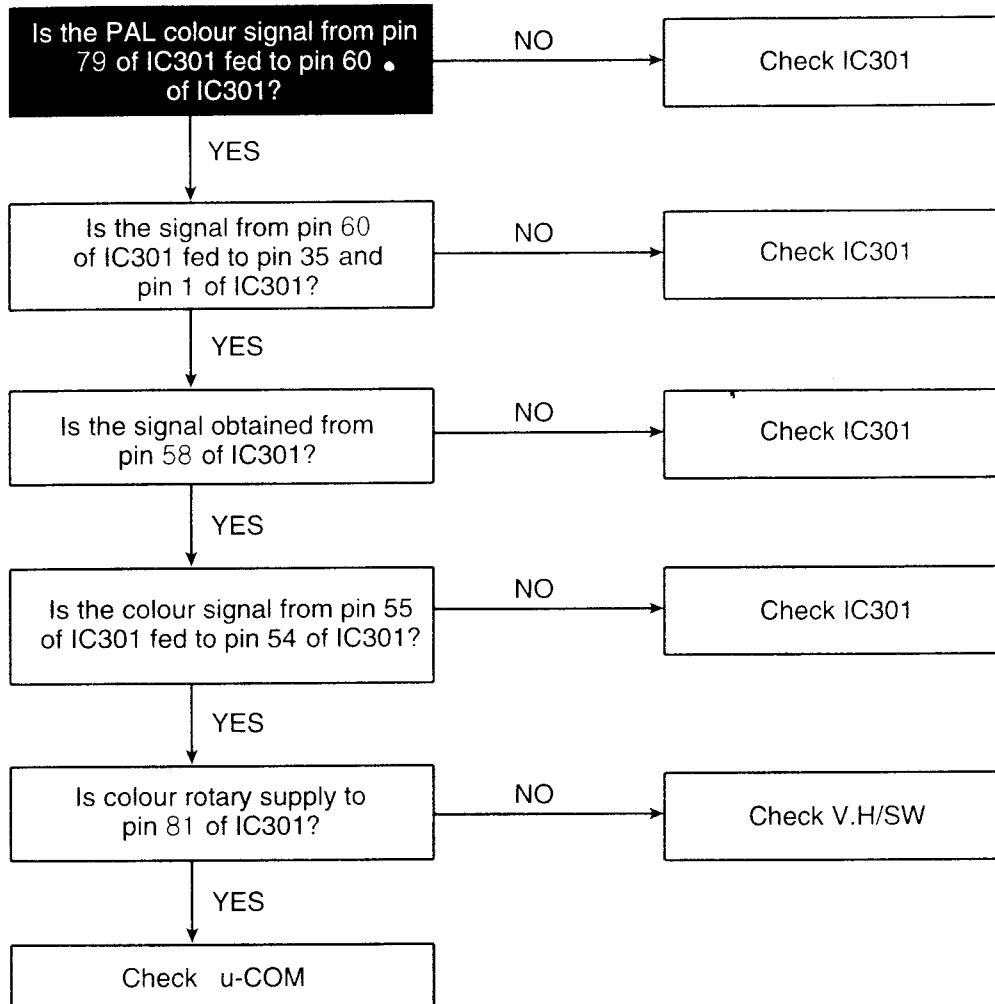 Is the PAL colour signal from pin
79 of IC301 fed to pin 60
of IC301?
NO
Check IC301
YES
Is the signal from pin 60
of IC301 fed to pin 35 and
pin 1 of IC301?
NO
Check IC301
YES
Is the signal obtained from
pin 58 of IC301?
NO
Check IC301
YES
Is the colour signal from pin 55
of IC301 fed to pin 54 of IC301?
NO
Check IC301
YES
Is colour rotary supply to
pin 81 of IC301?
NO
Check V.H/SW
YES
Check u-COM